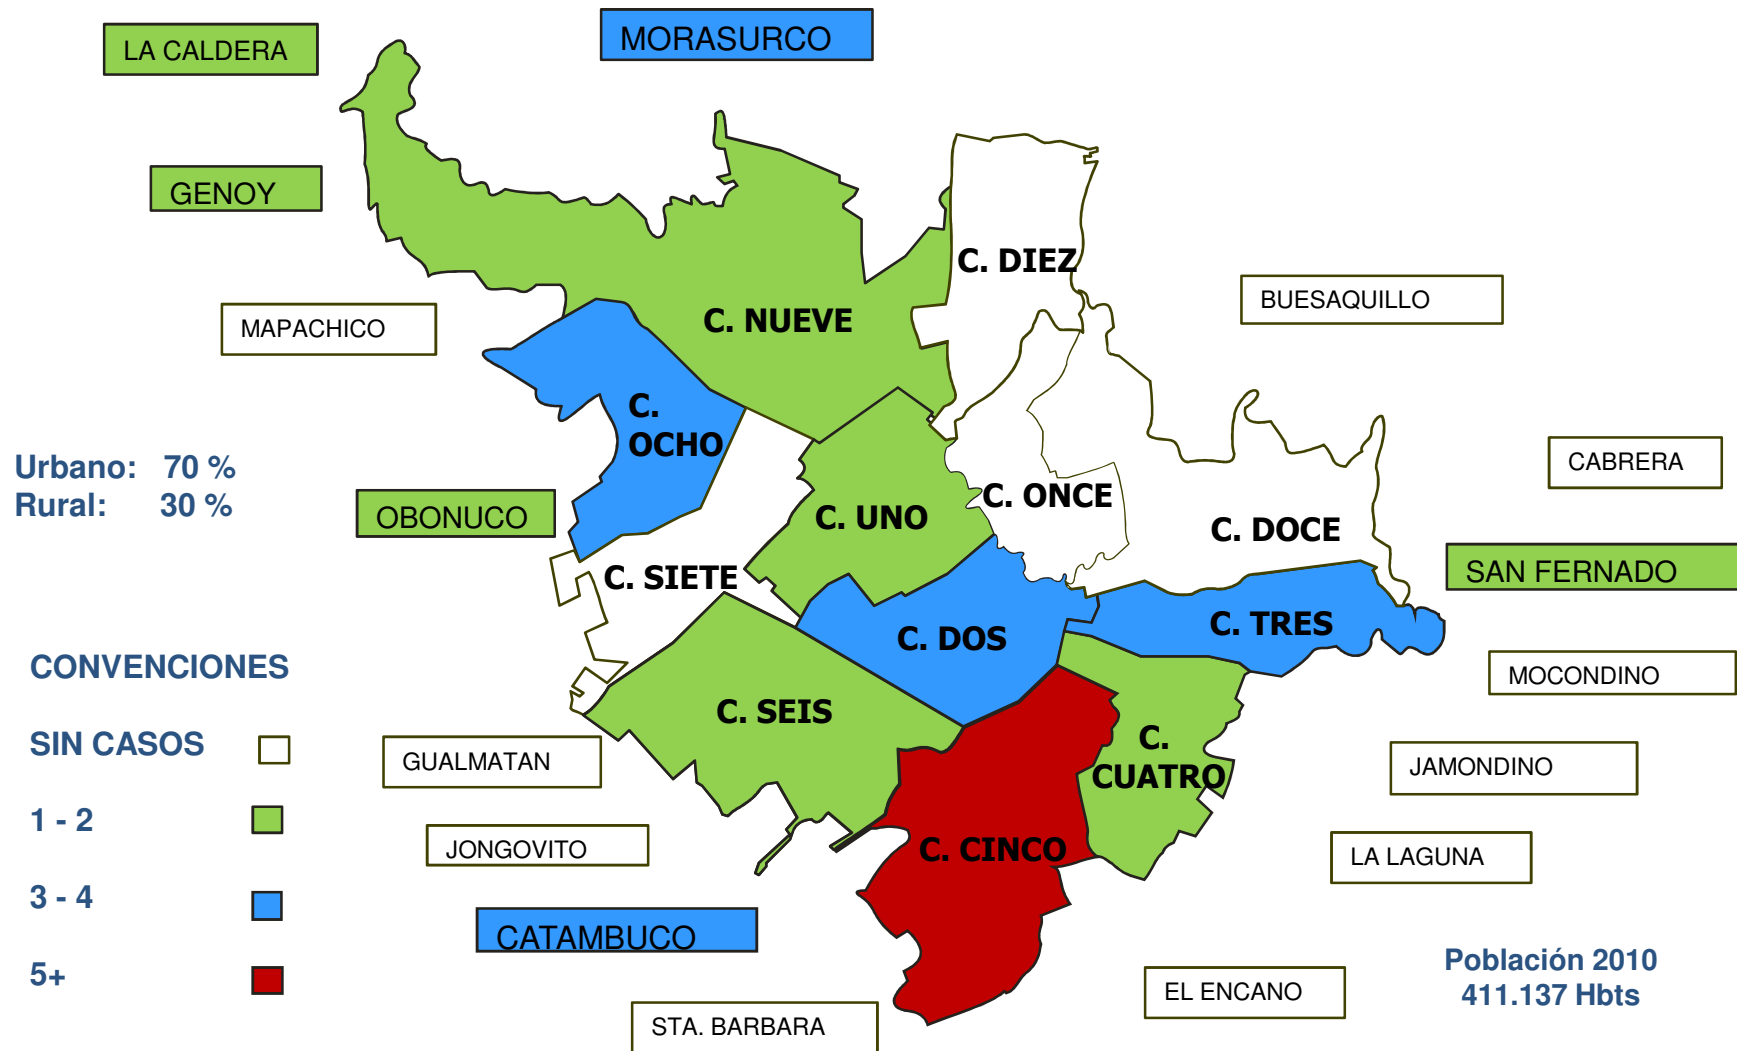 LA CALDERA
MORASURCO
GENOY
C. DIEZ
BUESAQUILLO
MAPACHICO
C. NUEVE
C.
OCHO
Urbano: 70 %
Rural: 30 %
CABRERA
OBONUCO
C. UNO
C. ONCE
C. DOCE
SAN FERNADO
C. SIETE
C. DOS
C. TRES
CONVENCIONES
MOCONDINO
SIN CASOS
C. SEIS
C.
CUATRO
GUALMATAN
JAMONDINO
1 - 2
JONGOVITO
C. CINCO
LA LAGUNA
3 - 4
CATAMBUCO
5+
Población 2010
411.137 Hbts
EL ENCANO
STA. BARBARA